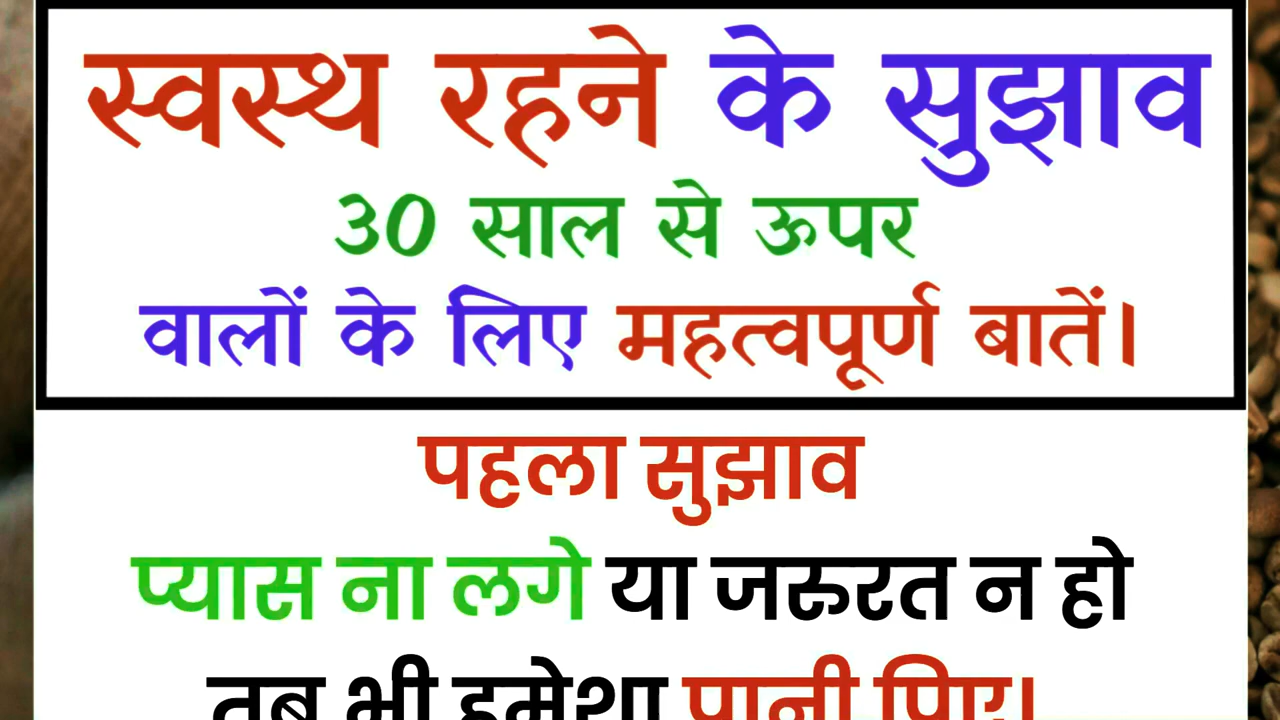 स्वस्थ रहने के सुझाव
30 साल से ऊपर
वालों के लिए महत्वपूर्ण बातें।
पहला सुझाव
प्यास ना लगे या जरुरत न हो
तब भी हमेशा पानी पिए।